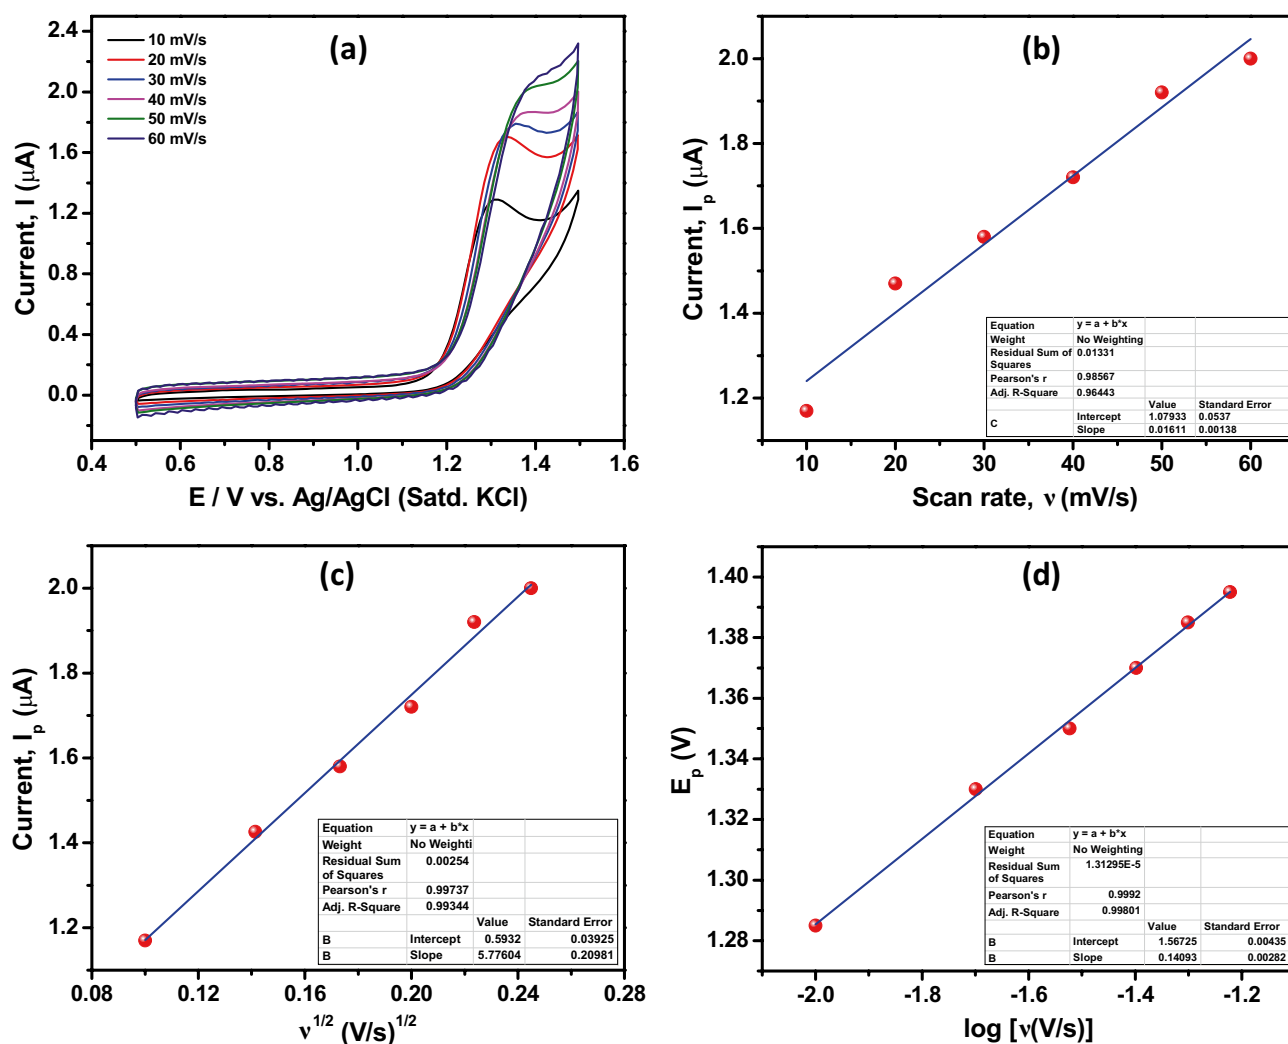 (a)
10 mV/s
20 mV/s
30 mV/s
40 mV/s
50 mV/s
60 mV/s
2.4
2.0
1.6
1.2
0.8
0.4
0.0
Current, I (μA)
0.4 0.6 0.8 1.0 1.2 1.4 1.6
E / V vs. Ag/AgCl (Satd. KCl)
(b)
2.0
1.8
1.6
1.4
1.2
Current, I_p (μA)
Equation y = a + b*x
Weight No Weighting
Residual Sum of Squares 0.01331
Pearson's r 0.98567
Adj. R-Square 0.96443
Value Standard Error
C Intercept 1.07933 0.0537
Slope 0.01611 0.00138
10 20 30 40 50 60
Scan rate, ν (mV/s)
(c)
2.0
1.8
1.6
1.4
1.2
Current, I_p (μA)
Equation y = a + b*x
Weight No Weighti
Residual Sum of Squares 0.00254
Pearson's r 0.99737
Adj. R-Square 0.99344
Value Standard Error
B Intercept 0.5932 0.03925
B Slope 5.77604 0.20981
0.08 0.12 0.16 0.20 0.24 0.28
ν^1/2 (V/s)^1/2
(d)
1.40
1.38
1.36
1.34
1.32
1.30
1.28
E_p (V)
Equation y = a + b*x
Weight No Weighting
Residual Sum of Squares 1.31295E-5
Pearson's r 0.9992
Adj. R-Square 0.99801
Value Standard Error
B Intercept 1.56725 0.00435
B Slope 0.14093 0.00282
-2.0 -1.8 -1.6 -1.4 -1.2
log [ν(V/s)]